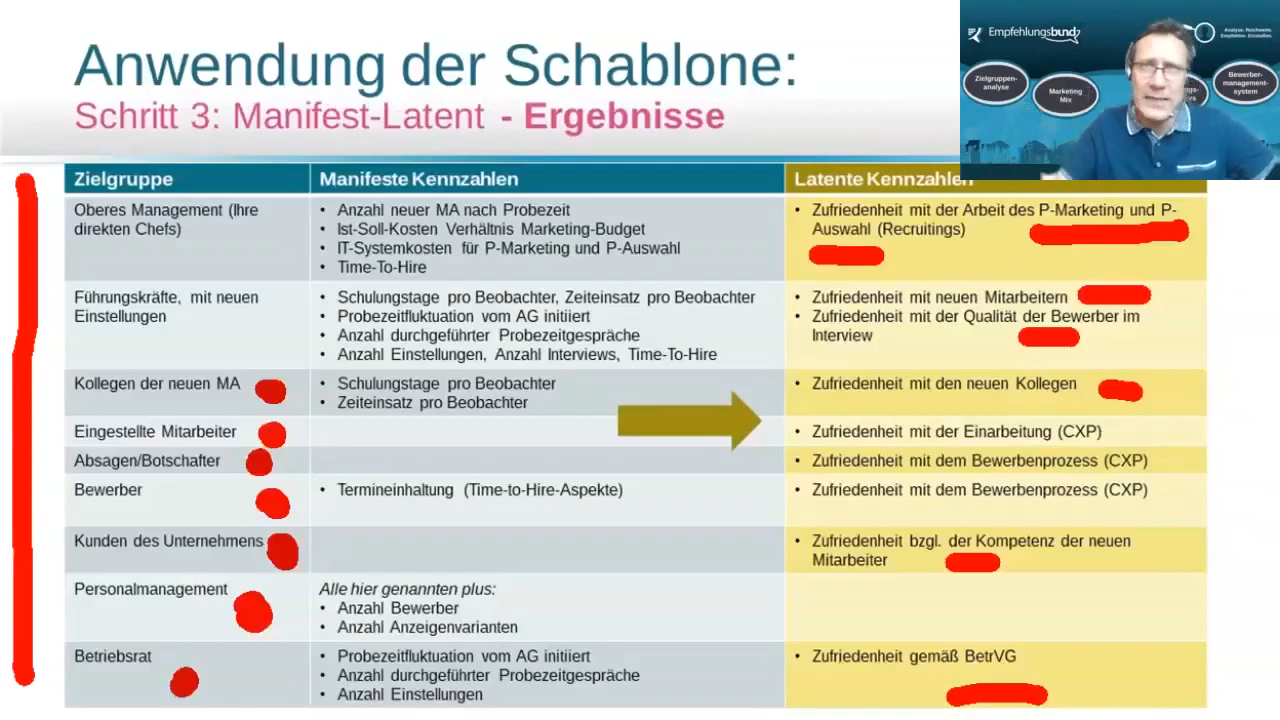 Anwendung der Schablone:
Schritt 3: Manifest-Latent - Ergebnisse
Empfehlungsbund
Analyse. Reichweite.
Empfehlen. Einstellen.
Zielgruppen-
analyse
Marketing
Mix
Bewerber-
management-
system
Zielgruppe
Manifeste Kennzahlen
Latente Kennzahlen
Oberes Management (Ihre
direkten Chefs)
• Anzahl neuer MA nach Probezeit
• Ist-Soll-Kosten Verhältnis Marketing-Budget
• IT-Systemkosten für P-Marketing und P-Auswahl
• Time-To-Hire
• Zufriedenheit mit der Arbeit des P-Marketing und P-
Auswahl (Recruitings)
Führungskräfte, mit neuen
Einstellungen
• Schulungstage pro Beobachter, Zeiteinsatz pro Beobachter
• Probezeitfluktuation vom AG initiiert
• Anzahl durchgeführter Probezeitgespräche
• Anzahl Einstellungen, Anzahl Interviews, Time-To-Hire
• Zufriedenheit mit neuen Mitarbeitern
• Zufriedenheit mit der Qualität der Bewerber im
Interview
Kollegen der neuen MA
• Schulungstage pro Beobachter
• Zeiteinsatz pro Beobachter
• Zufriedenheit mit den neuen Kollegen
Eingestellte Mitarbeiter
• Zufriedenheit mit der Einarbeitung (CXP)
Absagen/Botschafter
• Zufriedenheit mit dem Bewerbenprozess (CXP)
Bewerber
• Termineinhaltung (Time-to-Hire-Aspekte)
• Zufriedenheit mit dem Bewerbenprozess (CXP)
Kunden des Unternehmens
• Zufriedenheit bzgl. der Kompetenz der neuen
Mitarbeiter
Personalmanagement
Alle hier genannten plus:
• Anzahl Bewerber
• Anzahl Anzeigenvarianten
Betriebsrat
• Probezeitfluktuation vom AG initiiert
• Anzahl durchgeführter Probezeitgespräche
• Anzahl Einstellungen
• Zufriedenheit gemäß BetrVG